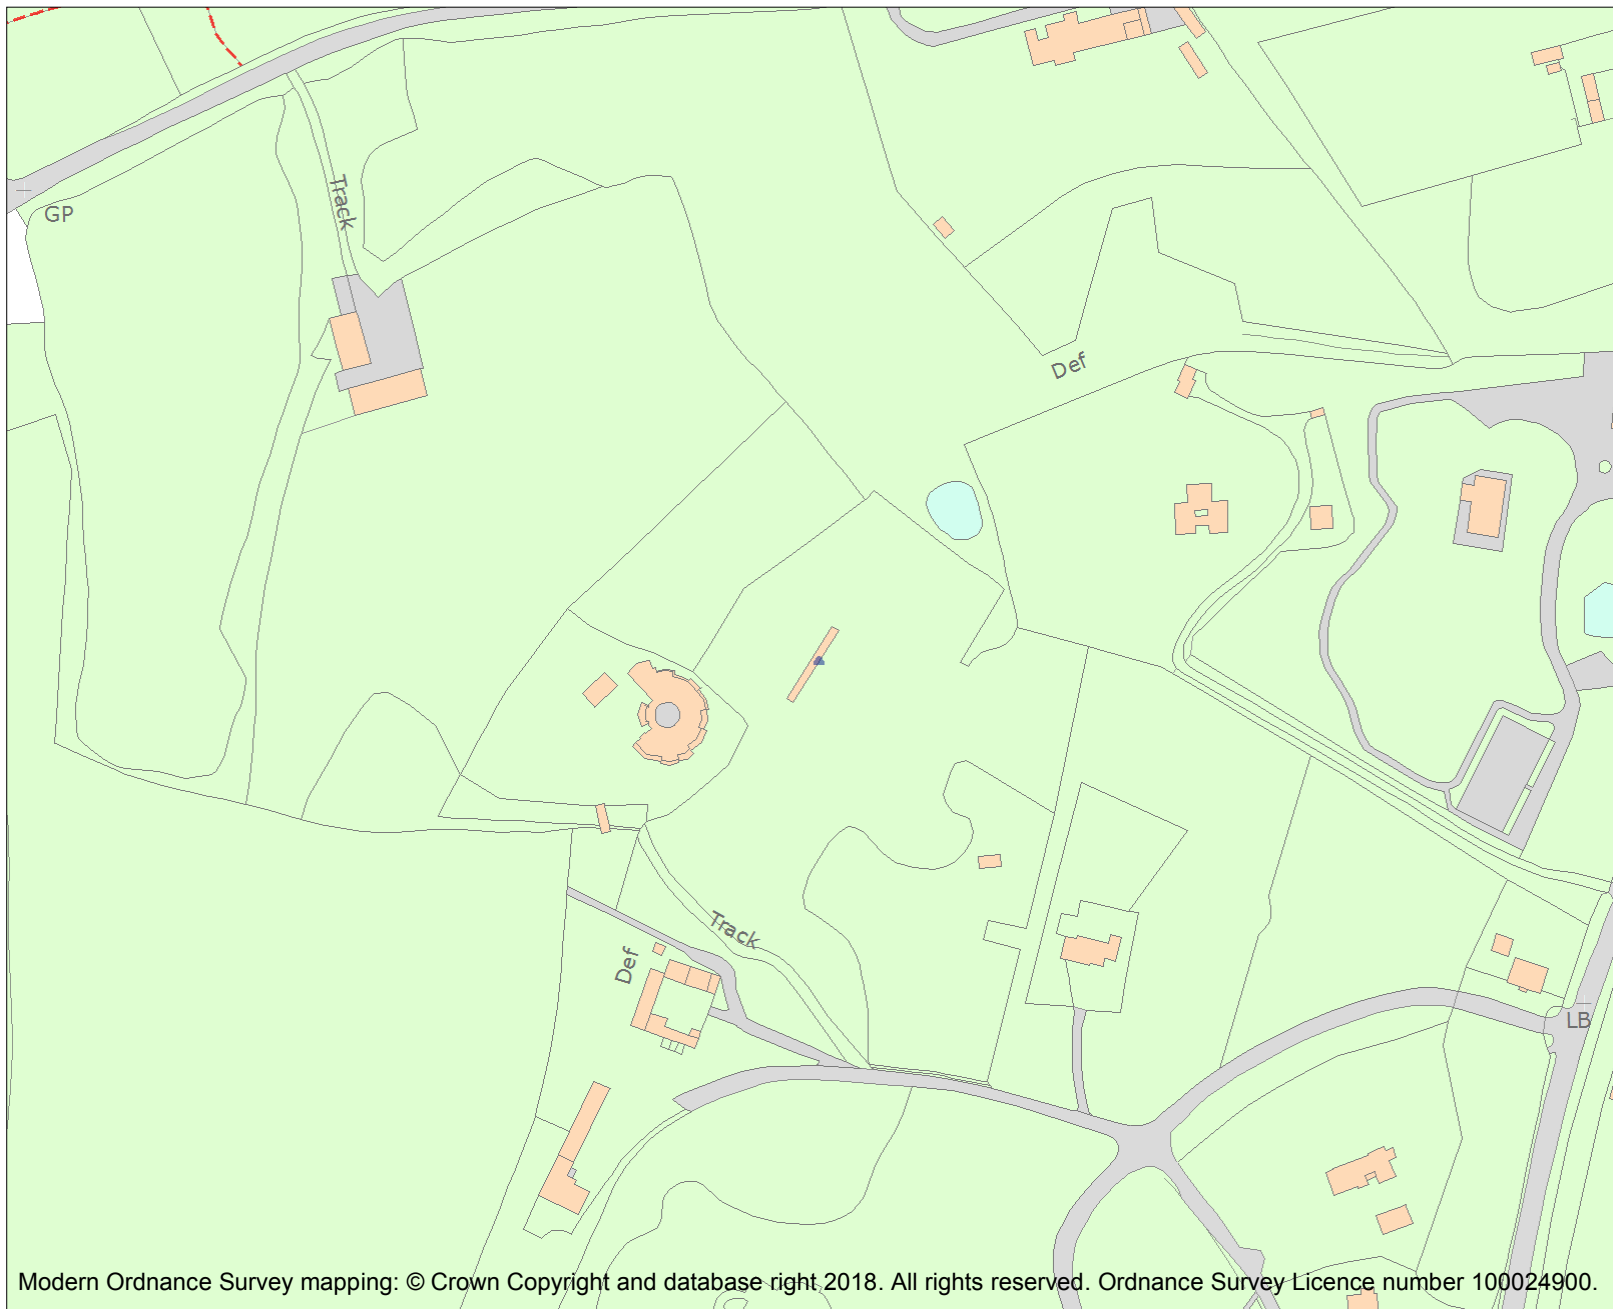 Track
GP
Def
Track
Def
LB
Modern Ordnance Survey mapping: © Crown Copyright and database right 2018. All rights reserved. Ordnance Survey Licence number 100024900.